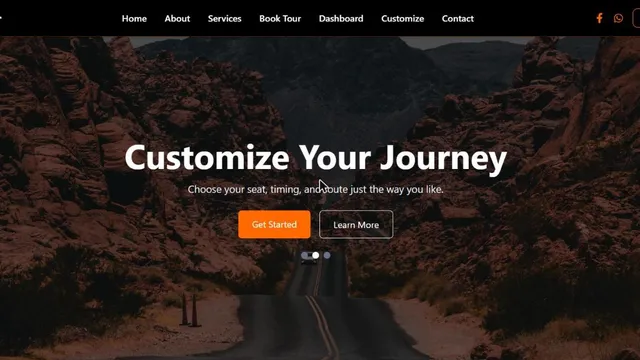 Home About Services Book Tour Dashboard Customize Contact
Customize Your Journey
Choose your seat, timing, and route just the way you like.
Get Started Learn More